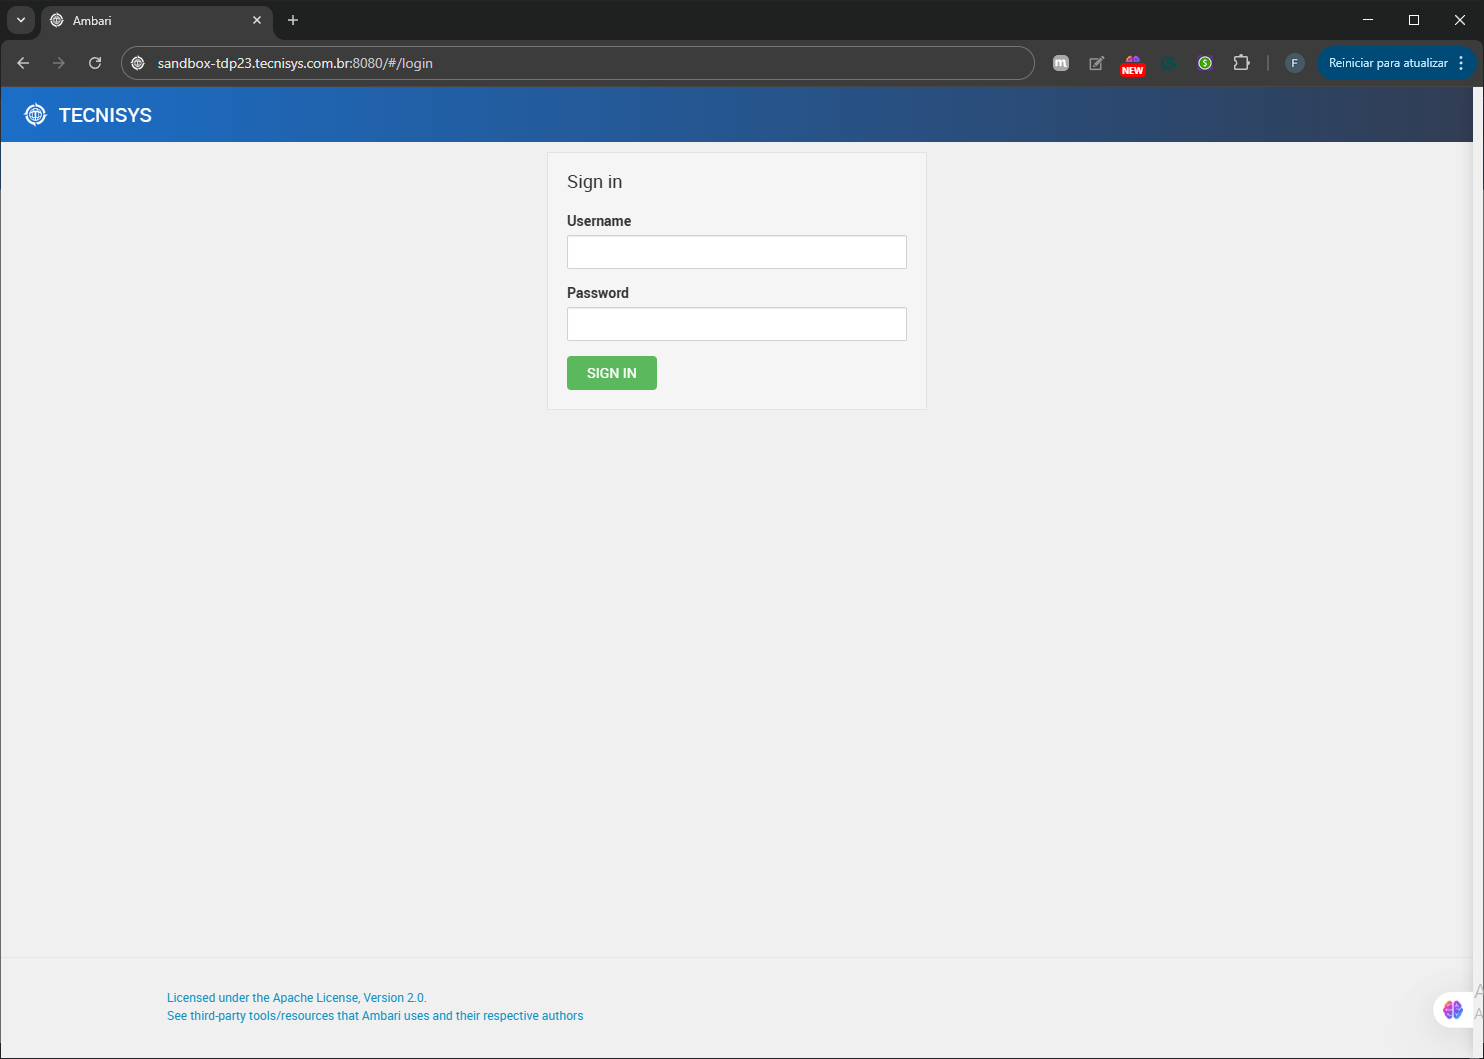 Ambari
sandbox-tdp23.tecnisys.com.br:8080/#/login
m
NEW
$
F
Reiniciar para atualizar
TECNISYS
Sign in
Username
Password
SIGN IN
Licensed under the Apache License, Version 2.0.
See third-party tools/resources that Ambari uses and their respective authors